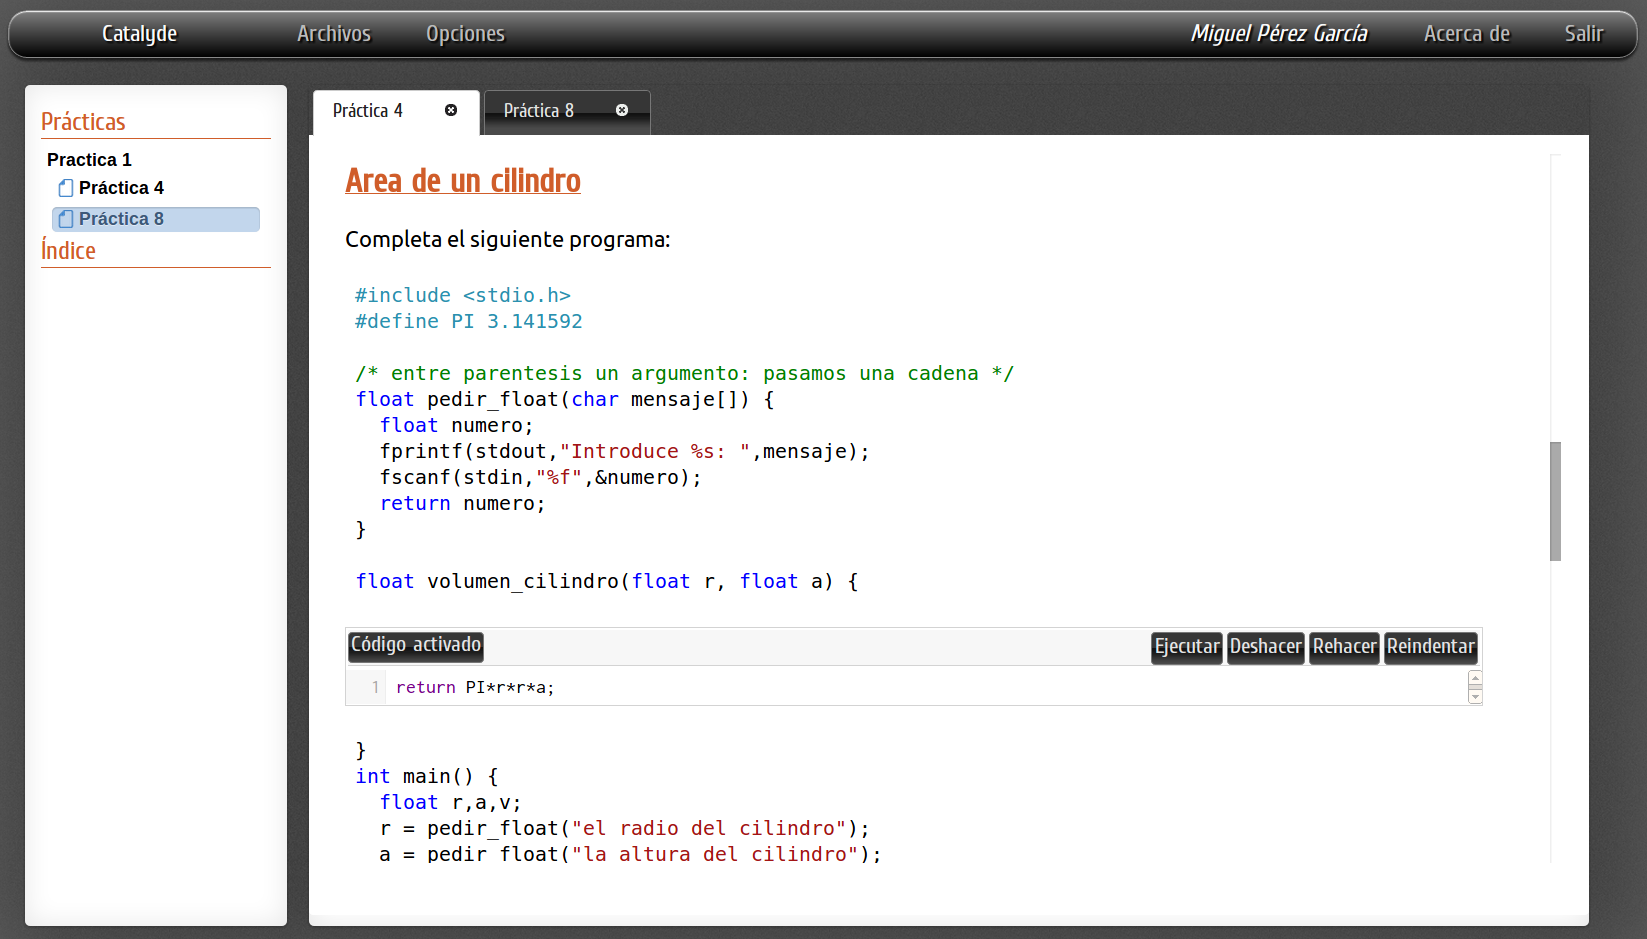 Catalyde Archivos Opciones Miguel Pérez García Acerca de Salir
Prácticas
Practica 1
Práctica 4
Práctica 8
Índice
Práctica 4 Práctica 8
Area de un cilindro
Completa el siguiente programa:
#include <stdio.h>
#define PI 3.141592
/* entre parentesis un argumento: pasamos una cadena */
float pedir_float(char mensaje[]) {
  float numero;
  fprintf(stdout,"Introduce %s: ",mensaje);
  fscanf(stdin,"%f",&numero);
  return numero;
}
float volumen_cilindro(float r, float a) {
Código activado Ejecutar Deshacer Rehacer Reindentar
1 return PI*r*r*a;
}
int main() {
  float r,a,v;
  r = pedir_float("el radio del cilindro");
  a = pedir_float("la altura del cilindro");